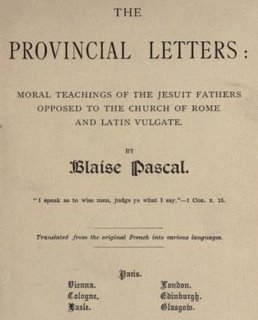 THE
PROVINCIAL LETTERS:
MORAL TEACHINGS OF THE JESUIT FATHERS
OPPOSED TO THE CHURCH OF ROME
AND LATIN VULGATE.
BY
Blaise Pascal.
"I speak as to wise men, judge ye what I say."—1 COR. x. 15.
Translated from the original French into various languages.
Paris.
Vienna. London.
Cologne. Edinburgh.
Basle. Glasgow.